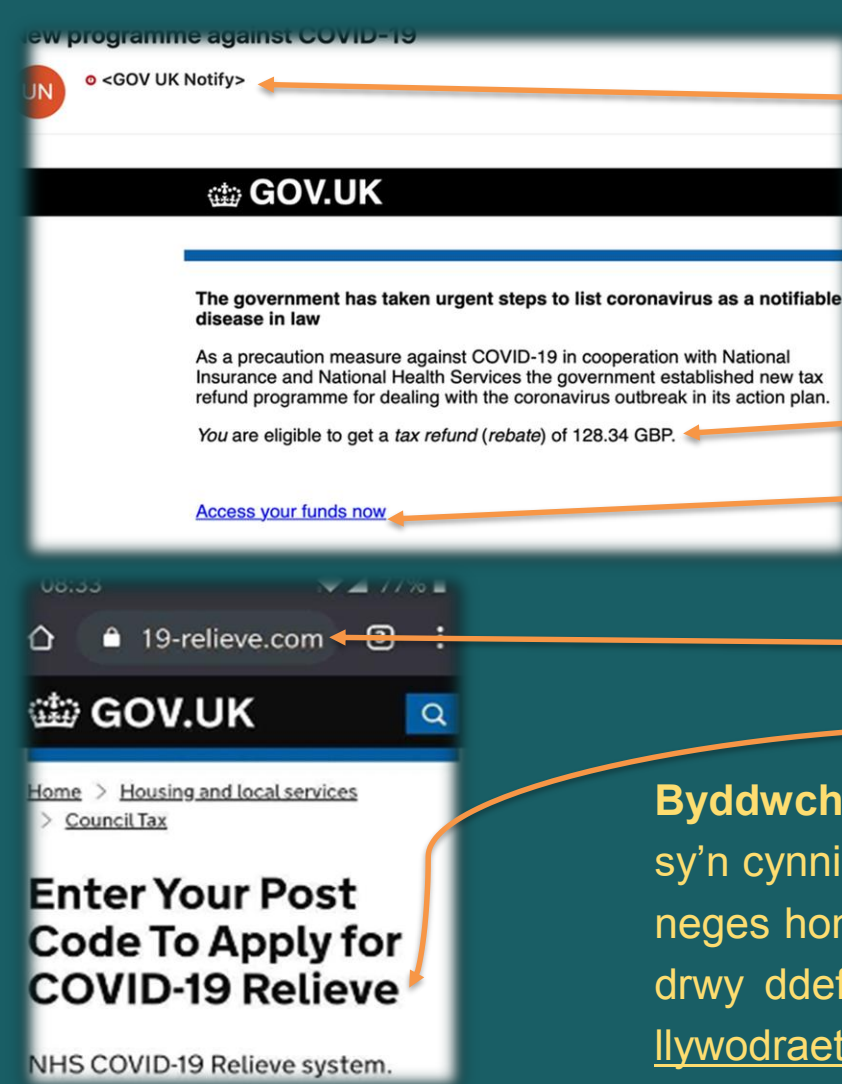 ew programme against COVID-19
UN
<GOV UK Notify>
GOV.UK
The government has taken urgent steps to list coronavirus as a notifiable
disease in law
As a precaution measure against COVID-19 in cooperation with National
Insurance and National Health Services the government established new tax
refund programme for dealing with the coronavirus outbreak in its action plan.
You are eligible to get a tax refund (rebate) of 128.34 GBP.
Access your funds now
08:33 77%
19-relieve.com 3
GOV.UK
Home > Housing and local services
> Council Tax
Enter Your Post
Code To Apply for
COVID-19 Relieve
NHS COVID-19 Relieve system.
Byddwch
sy’n cynni
neges hon
drwy ddef
llywodraet